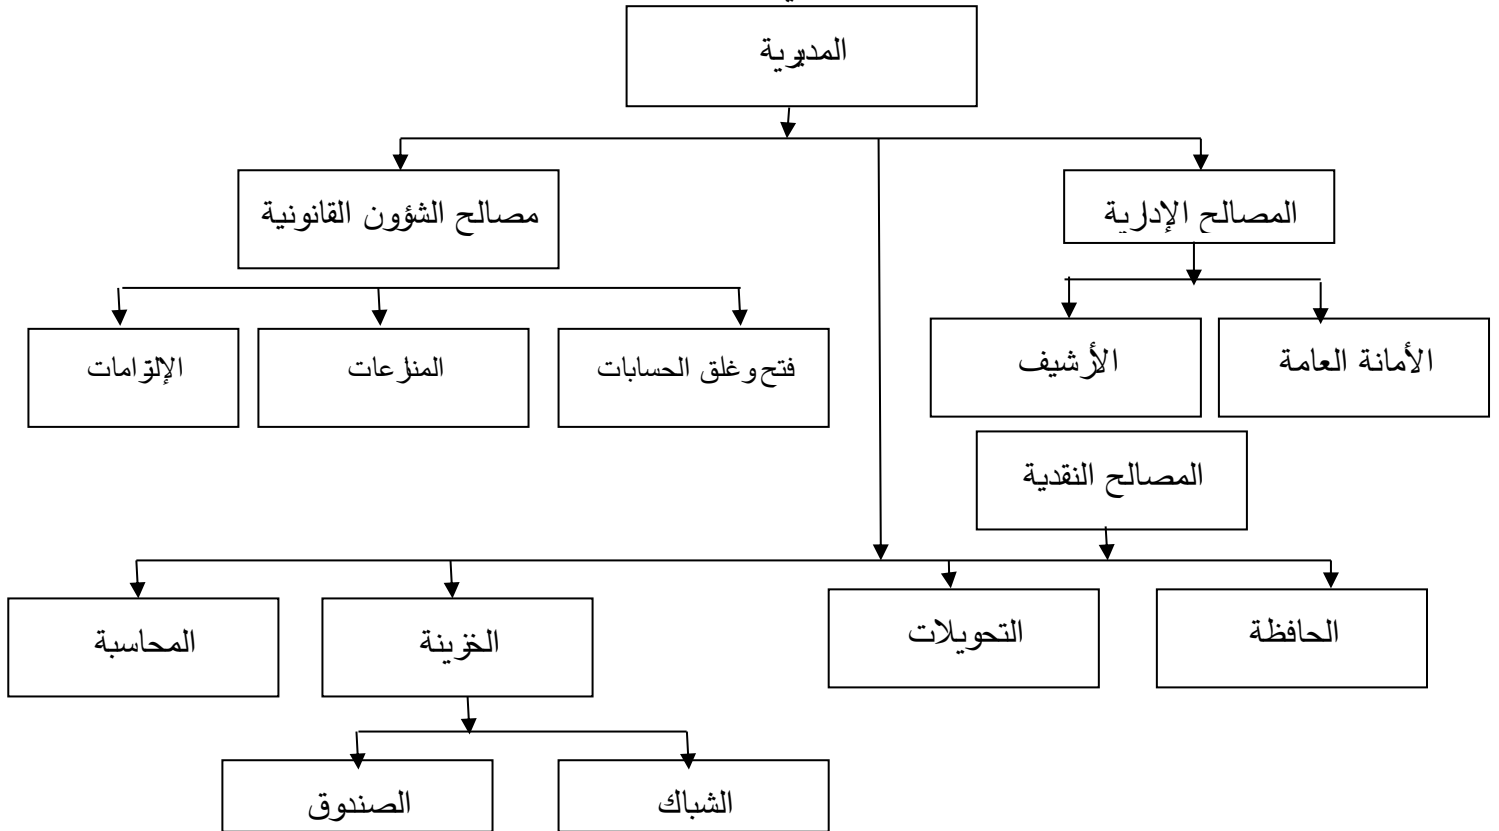 المديرية
المصالح الإدارية
مصالح الشؤون القانونية
الأمانة العامة
الأرشيف
فتح وغلق الحسابات
المنازعات
الإلتزامات
المصالح النقدية
الحافظة
التحويلات
الخزينة
المحاسبة
الشباك
الصندوق